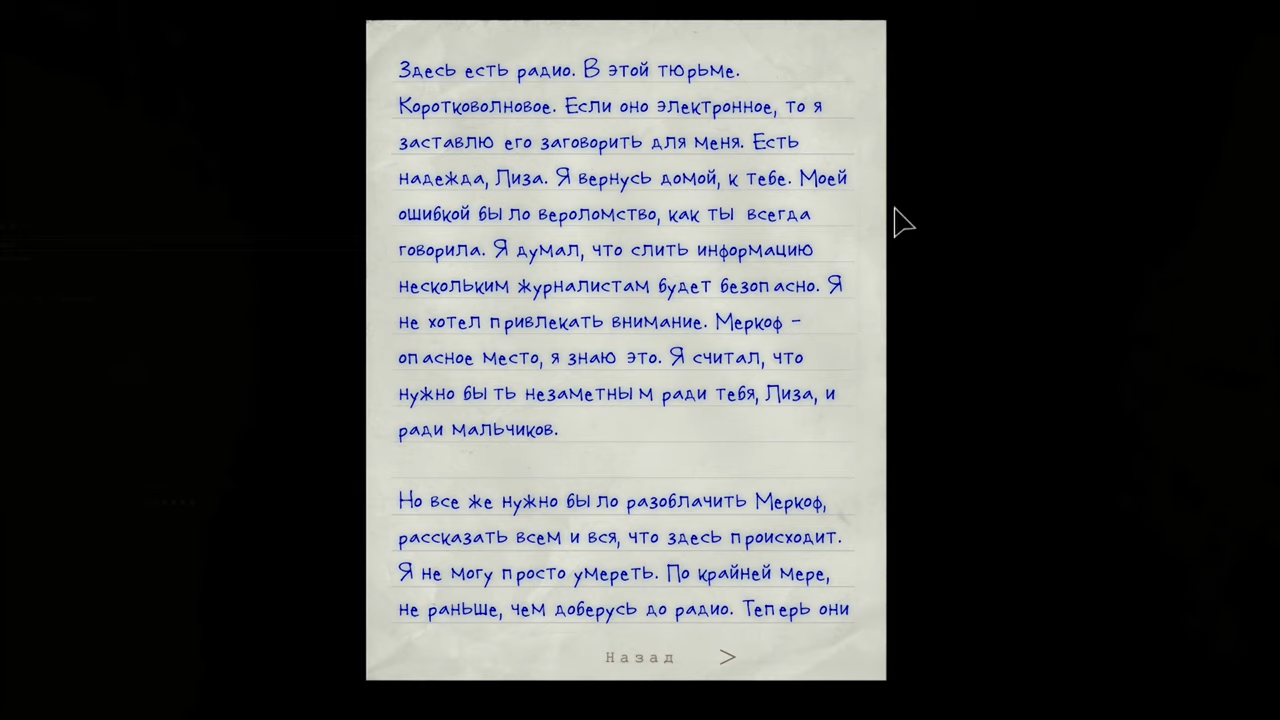 Здесь есть радио. В этой тюрьме.
Коротковолновое. Если оно электронное, то я
заставлю его заговорить для меня. Есть
надежда, Лиза. Я вернусь домой, к тебе. Моей
ошибкой было вероломство, как ты всегда
говорила. Я думал, что слить информацию
нескольким журналистам будет безопасно. Я
не хотел привлекать внимание. Меркоф -
опасное место, я знаю это. Я считал, что
нужно быть незаметным ради тебя, Лиза, и
ради мальчиков.
Но все же нужно было разоблачить Меркоф,
рассказать всем и вся, что здесь происходит.
Я не могу просто умереть. По крайней мере,
не раньше, чем доберусь до радио. Теперь они
Назад >